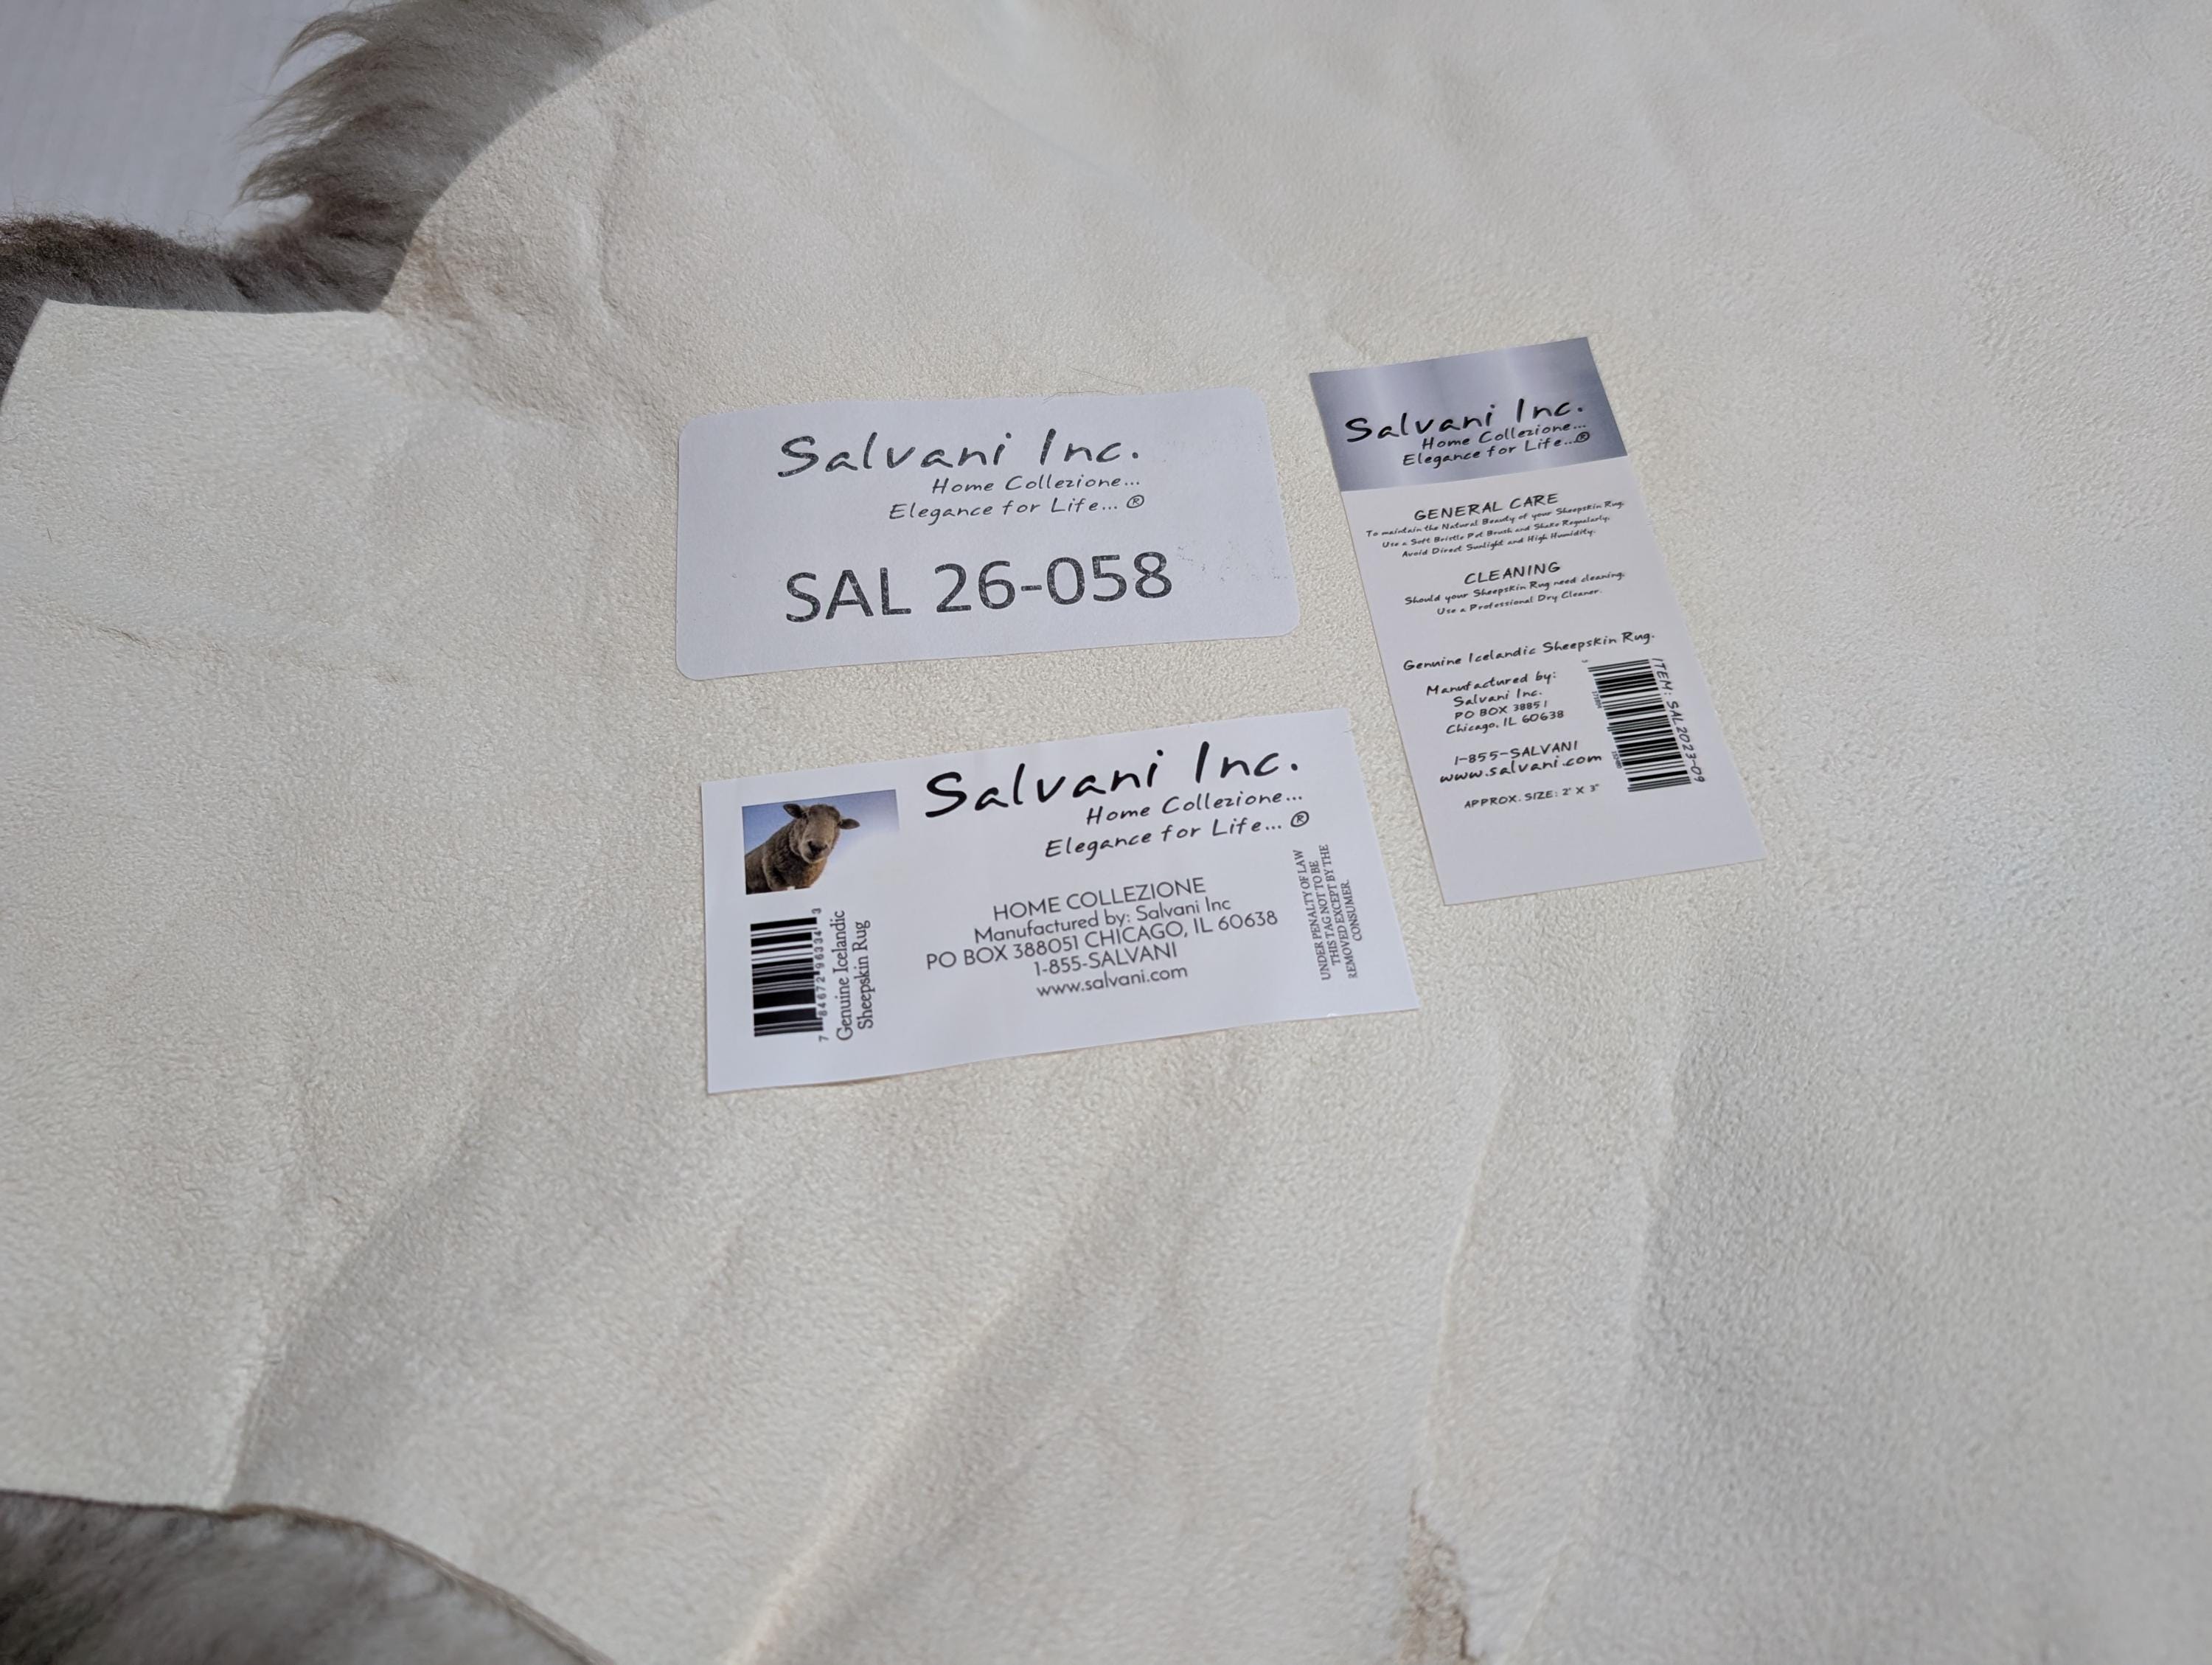 Salvani Inc.
Home Collezione...
Elegance for Life... ®
SAL 26-058
Salvani Inc.
Home Collezione...
Elegance for Life...®
GENERAL CARE
To maintain the Natural Beauty of your Sheepskin Rug,
Use a Soft Bristle Pet Brush and Shake Regularly.
Avoid Direct Sunlight and High Humidity.
CLEANING
Should your Sheepskin Rug need cleaning,
Use a Professional Dry Cleaner.
Genuine Icelandic Sheepskin Rug.
Manufactured by:
Salvani Inc.
PO BOX 38851
Chicago, IL 60638
1-855-SALVANI
www.salvani.com
APPROX. SIZE: 2' X 3'
ITEM: SAL2023-09
Salvani Inc.
Home Collezione...
Elegance for Life... ®
HOME COLLEZIONE
Manufactured by: Salvani Inc
PO BOX 388051 CHICAGO, IL 60638
1-855-SALVANI
www.salvani.com
7 84672 96334 3
Genuine Icelandic
Sheepskin Rug
UNDER PENALTY OF LAW
THIS TAG NOT TO BE
REMOVED EXCEPT BY THE
CONSUMER.